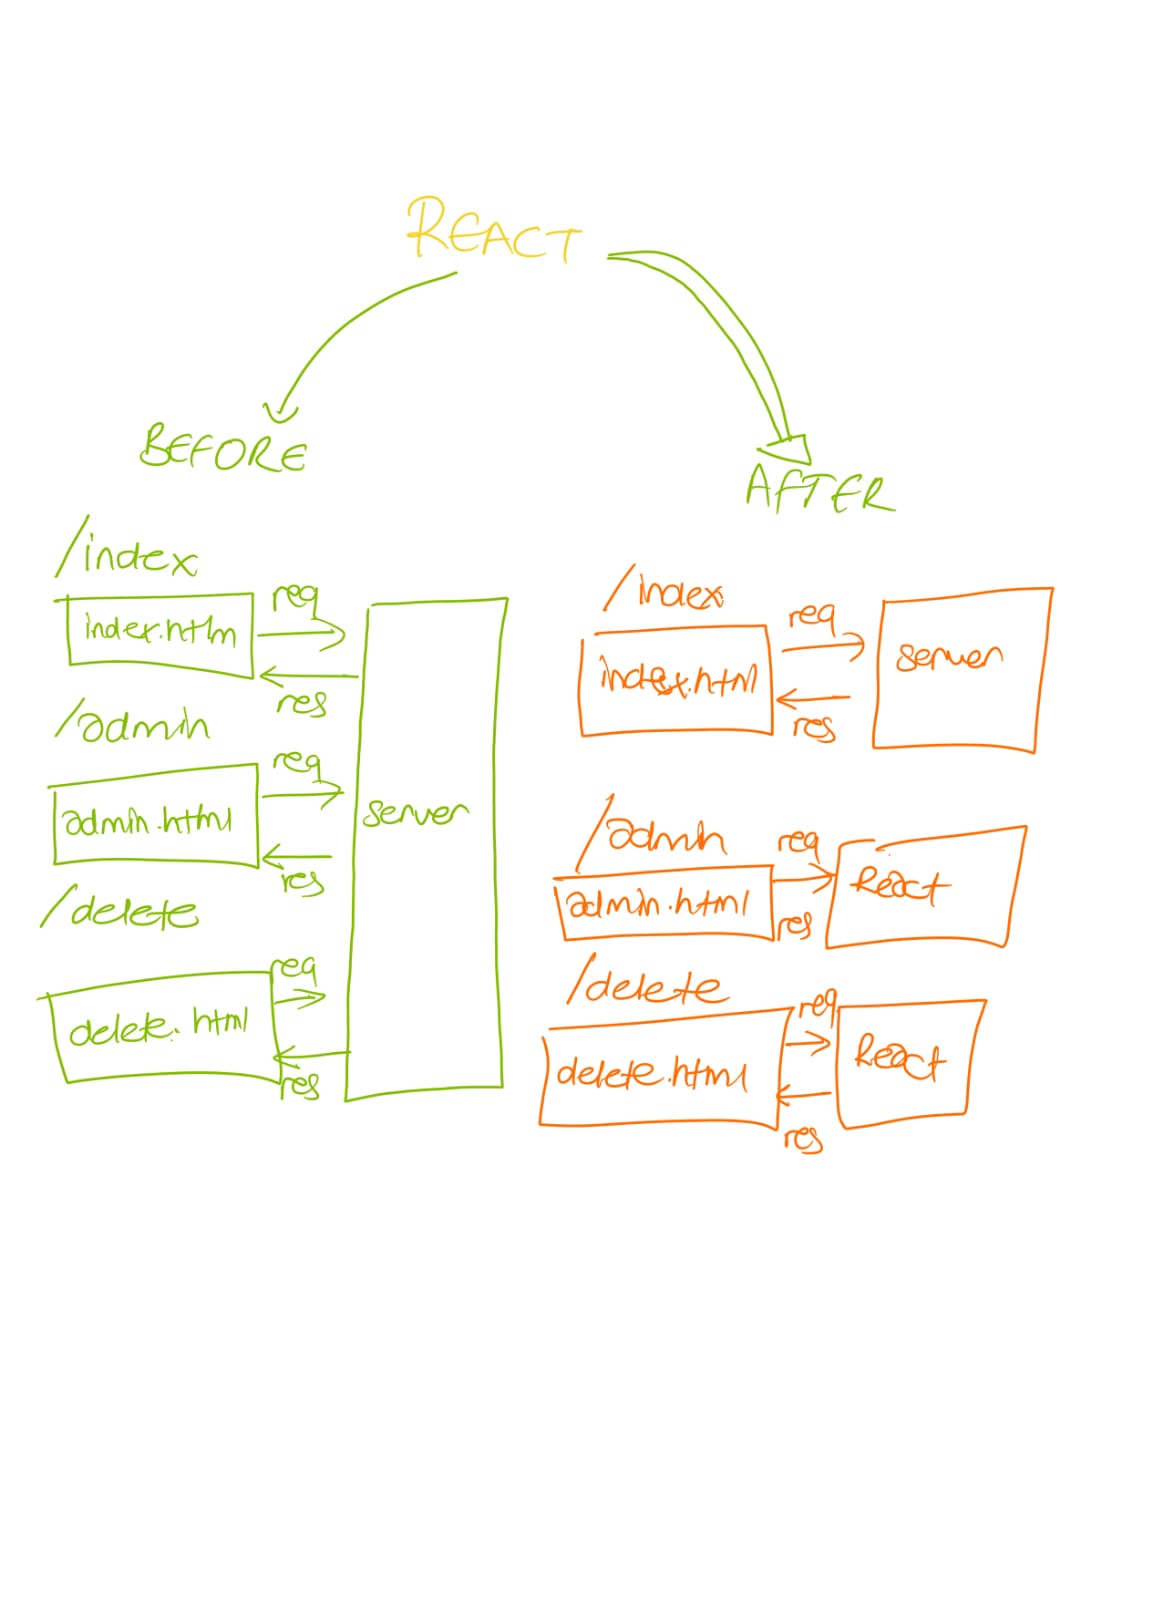 REACT
BEFORE
/index
index.htlm
req
res
/admin
admin.html
req
res
/delete
delete.html
req
res
server
AFTER
/index
index.html
req
res
server
/admin
admin.html
req
res
React
/delete
delete.html
req
res
React